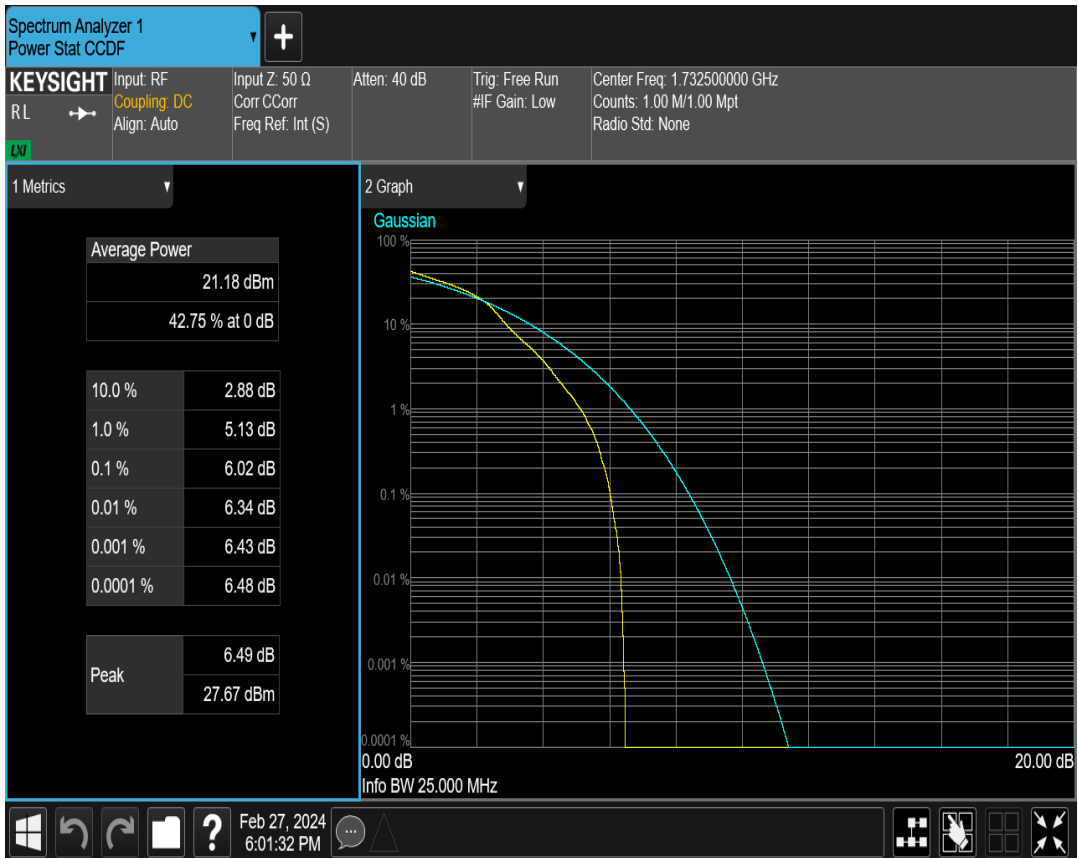 Spectrum Analyzer 1
Power Stat CCDF
KEYSIGHT
RL
LXI
Input: RF
Coupling: DC
Align: Auto
Input Z: 50 Ω
Corr CCorr
Freq Ref: Int (S)
Atten: 40 dB
Trig: Free Run
#IF Gain: Low
Center Freq: 1.732500000 GHz
Counts: 1.00 M/1.00 Mpt
Radio Std: None
1 Metrics
Average Power
21.18 dBm
42.75 % at 0 dB
10.0 % 2.88 dB
1.0 % 5.13 dB
0.1 % 6.02 dB
0.01 % 6.34 dB
0.001 % 6.43 dB
0.0001 % 6.48 dB
Peak
6.49 dB
27.67 dBm
2 Graph
Gaussian
100 %
10 %
1 %
0.1 %
0.01 %
0.001 %
0.0001 %
0.00 dB 20.00 dB
Info BW 25.000 MHz
?
Feb 27, 2024
6:01:32 PM